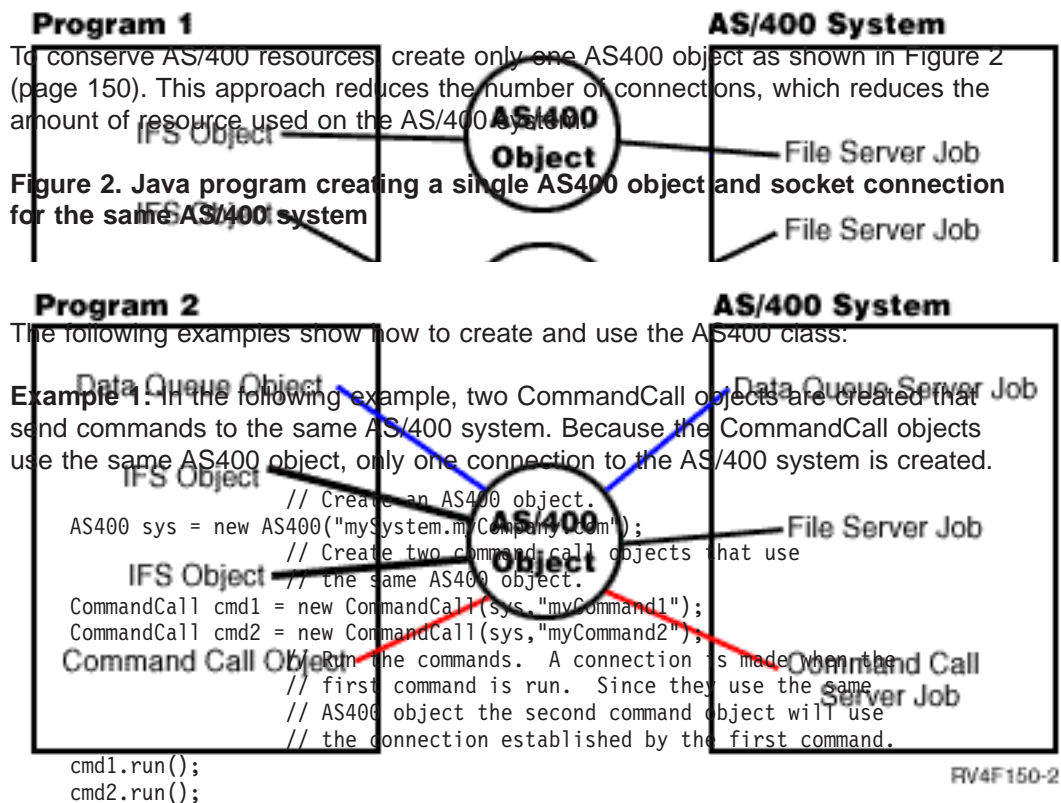 Program 1
AS/400 System
To conserve AS/400 resources, create only one AS400 object as shown in Figure 2
(page 150). This approach reduces the number of connections, which reduces the
amount of resource used on the AS/400 system.
IFS Object
AS/400
Object
File Server Job
Figure 2. Java program creating a single AS400 object and socket connection
for the same AS/400 system
IFS Object
File Server Job
Program 2
AS/400 System
The following examples show how to create and use the AS400 class:
Data Queue Object
Data Queue Server Job
Example 1: In the following example, two CommandCall objects are created that
send commands to the same AS/400 system. Because the CommandCall objects
use the same AS400 object, only one connection to the AS/400 system is created.
IFS Object
// Create an AS400 object.
AS400 sys = new AS400("mySystem.myCompany.com");
AS/400
Object
File Server Job
// Create two command call objects that use
IFS Object
// the same AS400 object.
CommandCall cmd1 = new CommandCall(sys,"myCommand1");
CommandCall cmd2 = new CommandCall(sys,"myCommand2");
Command Call Object
Command Call
Server Job
// Run the commands.  A connection is made when the
// first command is run.  Since they use the same
// AS400 object the second command object will use
// the connection established by the first command.
cmd1.run();
cmd2.run();
RV4F150-2